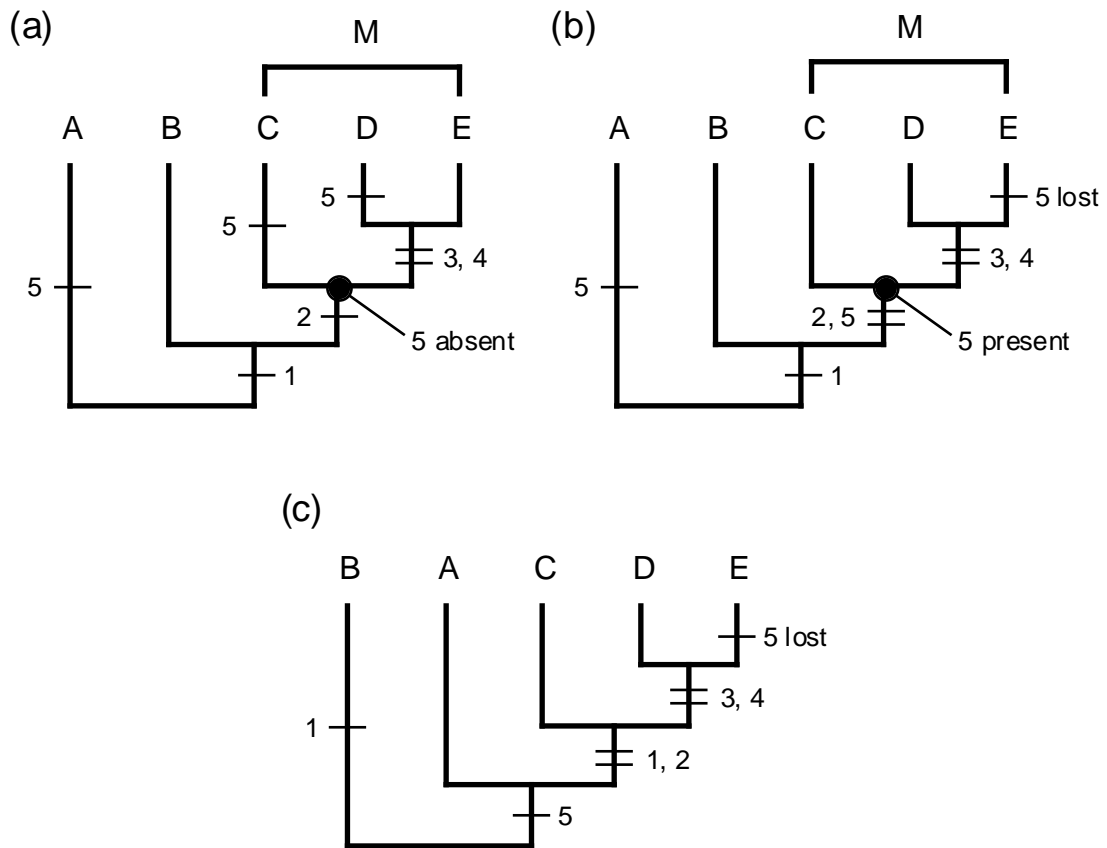 (a)
M
A B C D E
5
5
5
3, 4
2
5 absent
1
(b)
M
A B C D E
5
5 lost
3, 4
2, 5
5 present
1
(c)
B A C D E
5 lost
3, 4
1
1, 2
5